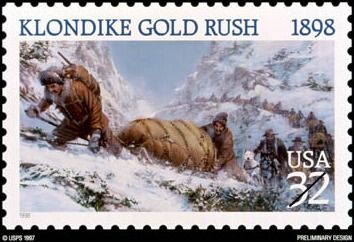 KLONDIKE GOLD RUSH 1898
USA
32
1998
© USPS 1997 PRELIMINARY DESIGN